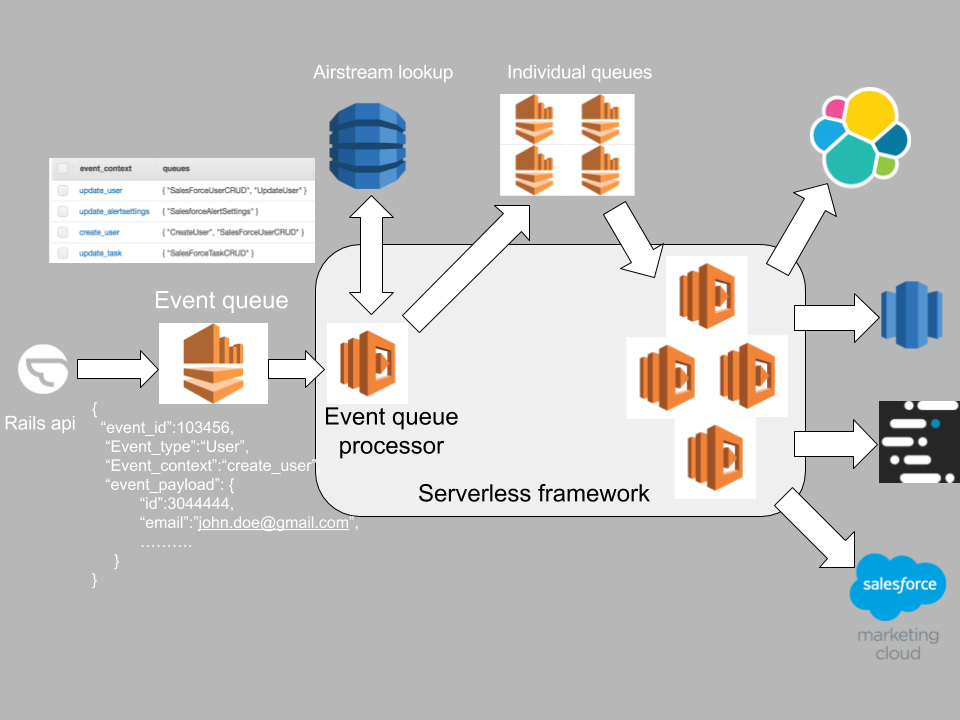 Airstream lookup
Individual queues
event_context queues
update_user { "SalesForceUserCRUD", "UpdateUser" }
update_alertsettings { "SalesforceAlertSettings" }
create_user { "CreateUser", "SalesForceUserCRUD" }
update_task { "SalesForceTaskCRUD" }
Event queue
Rails api
{
“event_id”:103456,
“Event_type”:“User”,
“Event_context”:“create_user”
“event_payload”: {
“id”:3044444,
“email”:”john.doe@gmail.com”,
……….
}
}
Event queue
processor
Serverless framework
salesforce
marketing
cloud